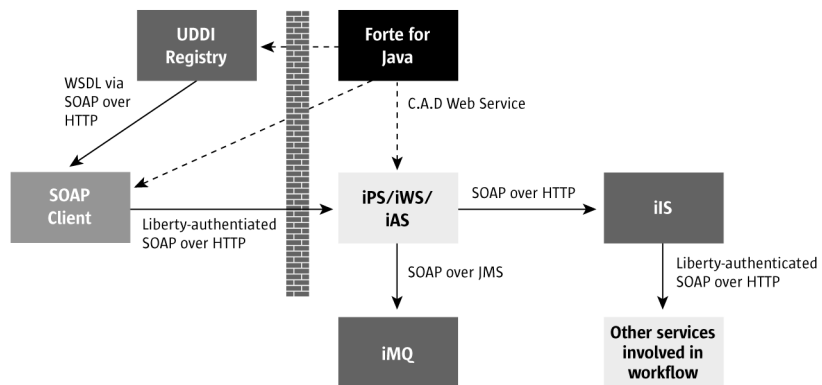 UDDI
Registry
Forte for
Java
WSDL via
SOAP over
HTTP
C.A.D Web Service
SOAP
Client
Liberty-authentiated
SOAP over HTTP
iPS/iWS/
iAS
SOAP over HTTP
iIS
SOAP over JMS
Liberty-authenticated
SOAP over HTTP
iMQ
Other services
involved in
workflow